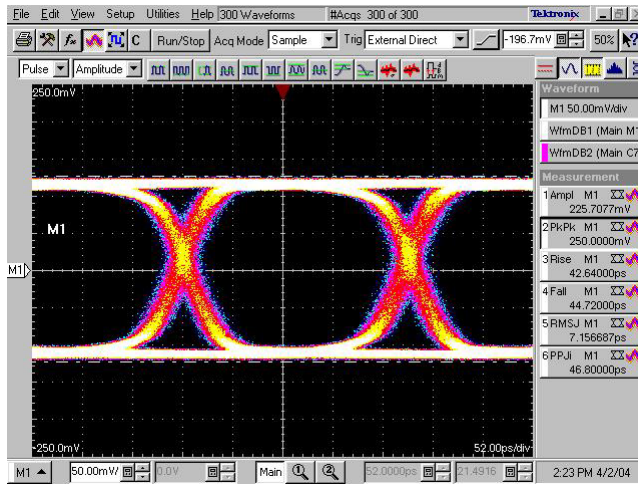 File Edit View Setup Utilities Help 300 Waveforms #Acqs 300 of 300 Tektronix
C Run/Stop Acq Mode Sample Trig External Direct -196.7mV 50%
Pulse Amplitude
250.0mV
Waveform
M1 50.00mV/div
WfmDB1 (Main M1
WfmDB2 (Main C7
Measurement
1 Ampl M1
225.7077mV
2 PkPk M1
250.0000mV
3 Rise M1
42.64000ps
4 Fall M1
44.72000ps
5 RMSJ M1
7.156687ps
6 PPJi M1
46.80000ps
M1
M1
-250.0mV
52.00ps/div
M1 50.00mV/ 0.0V Main 1 2 52.0000ps 21.4916 2:23 PM 4/2/04